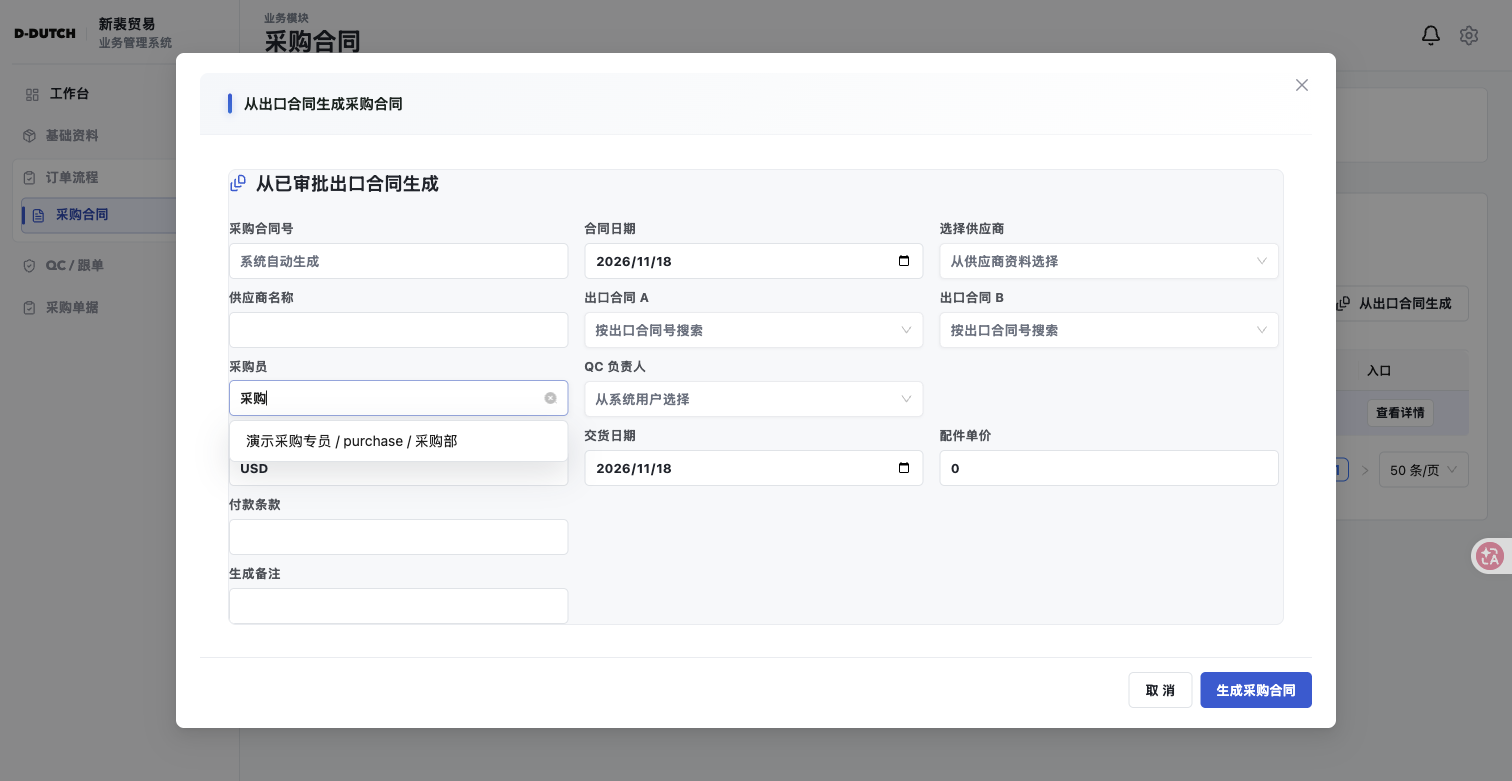 D-DUTCH
新裴贸易
业务管理系统
业务模块
采购合同
工作台
基础资料
订单流程
采购合同
QC / 跟单
采购单据
从出口合同生成采购合同
从已审批出口合同生成
采购合同号
合同日期
选择供应商
系统自动生成
2026/11/18
从供应商资料选择
供应商名称
出口合同 A
出口合同 B
按出口合同号搜索
按出口合同号搜索
采购员
QC 负责人
采购
从系统用户选择
演示采购专员 / purchase / 采购部
交货日期
配件单价
USD
2026/11/18
0
付款条款
生成备注
取 消
生成采购合同
从出口合同生成
入口
查看详情
1
50 条/页